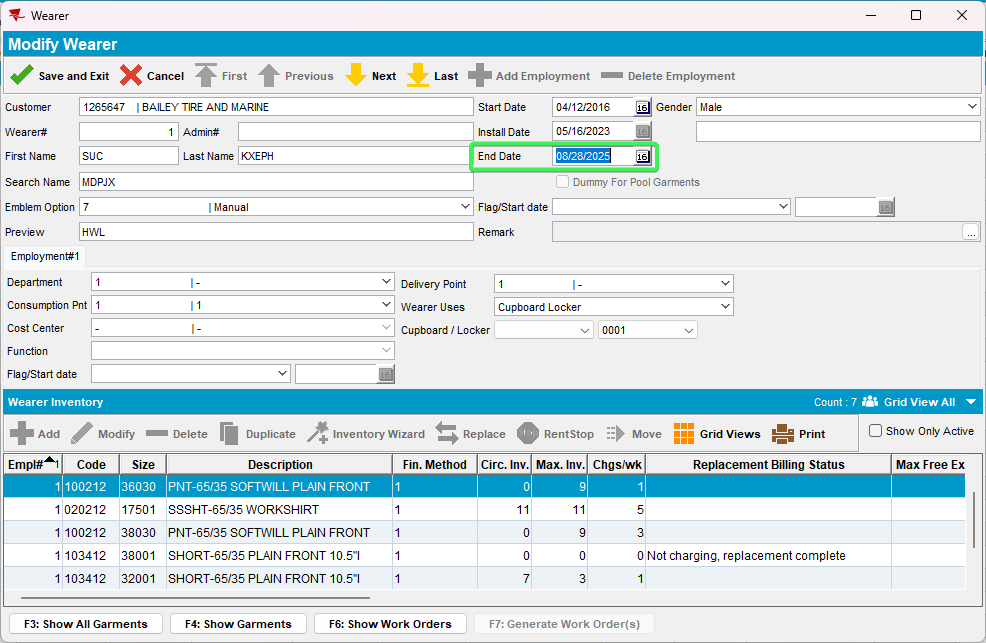 Wearer
Modify Wearer
Save and Exit Cancel First Previous Next Last Add Employment Delete Employment
Customer 1265647 | BAILEY TIRE AND MARINE Start Date 04/12/2016 16 Gender Male
Wearer# 1 Admin# Install Date 05/16/2023 16
First Name SUC Last Name KXEPH End Date 08/28/2025 16
Search Name MDPJX Dummy For Pool Garments
Emblem Option 7 | Manual Flag/Start date 16
Preview HWL Remark ...
Employment#1
Department 1 | - Delivery Point 1 | -
Consumption Pnt 1 | 1 Wearer Uses Cupboard Locker
Cost Center - | - Cupboard / Locker 0001
Function
Flag/Start date 16
Wearer Inventory Count : 7 Grid View All
Add Modify Delete Duplicate Inventory Wizard Replace RentStop Move Grid Views Print Show Only Active
Empl# 1 Code Size Description Fin. Method Circ. Inv. Max. Inv. Chgs/wk Replacement Billing Status Max Free Ex
1 100212 36030 PNT-65/35 SOFTWILL PLAIN FRONT 1 0 9 1
1 020212 17501 SSSHT-65/35 WORKSHIRT 1 11 11 5
1 100212 38030 PNT-65/35 SOFTWILL PLAIN FRONT 1 0 9 3
1 103412 38001 SHORT-65/35 PLAIN FRONT 10.5"I 1 0 0 0 Not charging, replacement complete
1 103412 32001 SHORT-65/35 PLAIN FRONT 10.5"I 1 7 3 1
F3: Show All Garments F4: Show Garments F6: Show Work Orders F7: Generate Work Order(s)